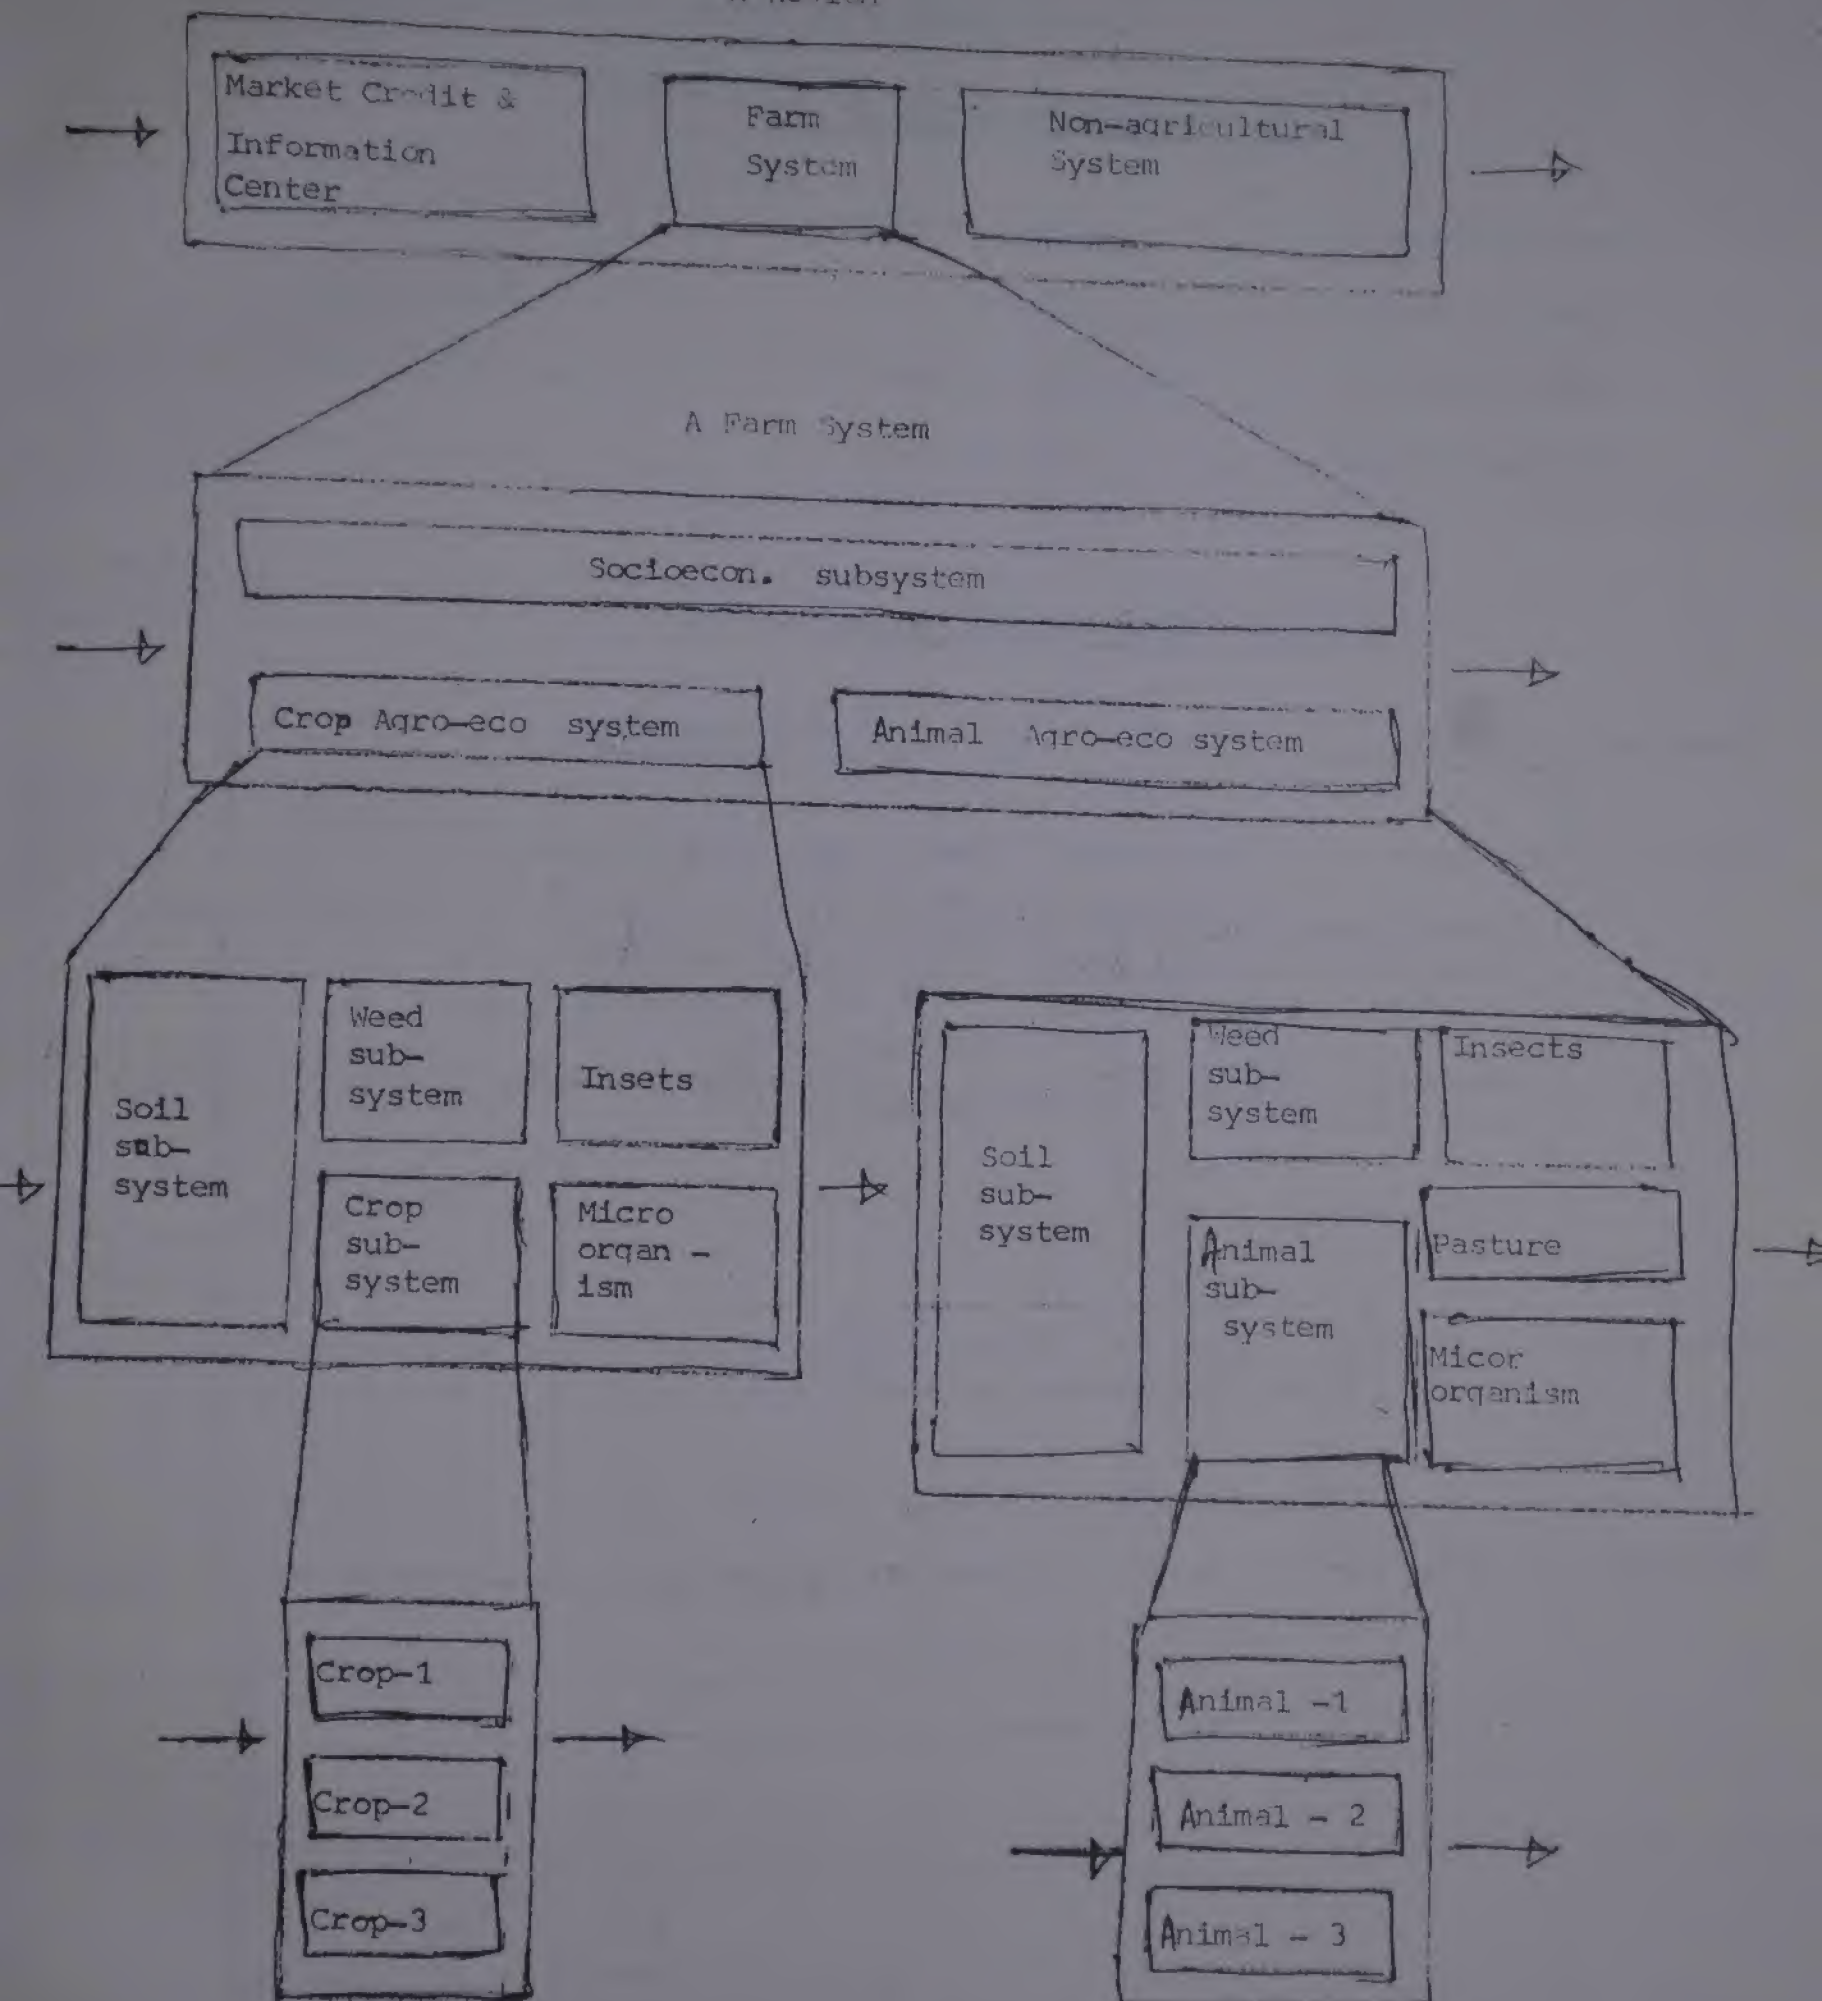 Market Credit &
Information
Center
Farm
System
Non-agricultural
System
A Farm System
Socioecon. subsystem
Crop Agro-eco system
Animal Agro-eco system
Soil
sub-
system
Weed
sub-
system
Insets
Crop
sub-
system
Micro
organ -
ism
Soil
sub-
system
Weed
sub-
system
Insects
Animal
sub-
system
Pasture
Micor
organism
Crop-1
Crop-2
Crop-3
Animal -1
Animal - 2
Animal - 3